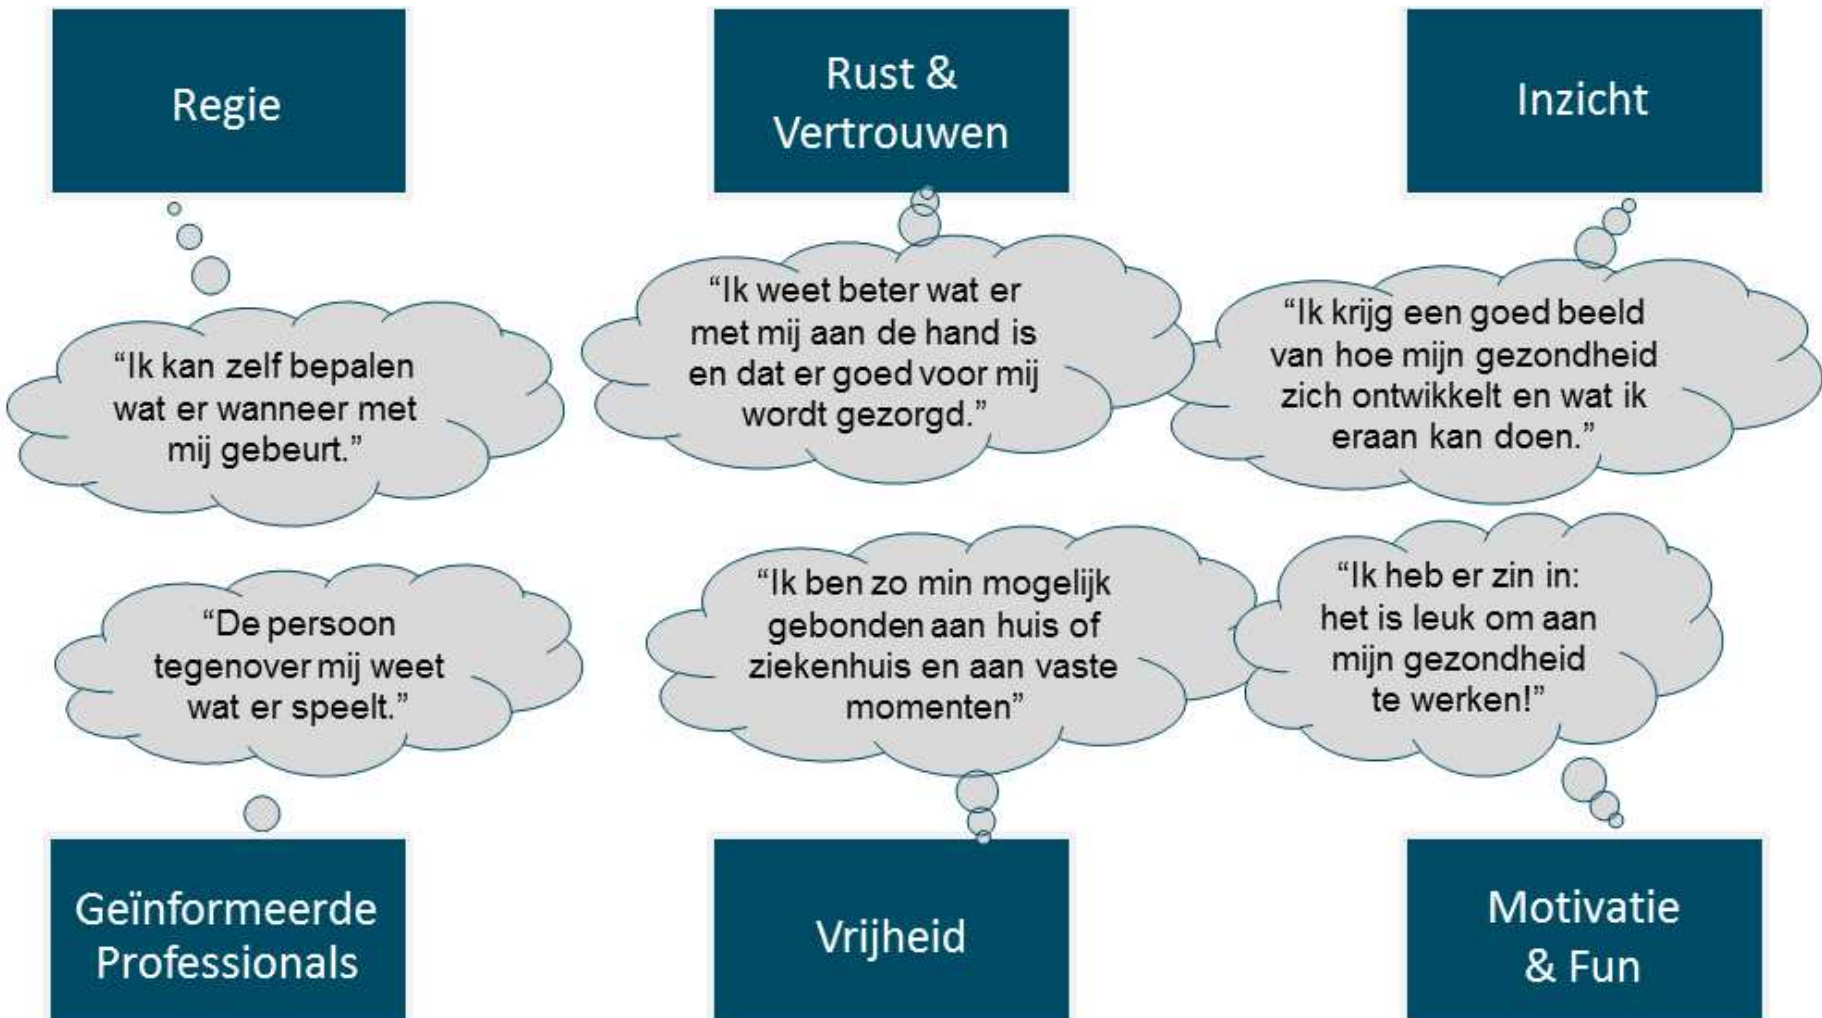 Regie
Rust &
Vertrouwen
Inzicht
“Ik kan zelf bepalen
wat er wanneer met
mij gebeurt.”
“Ik weet beter wat er
met mij aan de hand is
en dat er goed voor mij
wordt gezorgd.”
“Ik krijg een goed beeld
van hoe mijn gezondheid
zich ontwikkelt en wat ik
eraan kan doen.”
“De persoon
tegenover mij weet
wat er speelt.”
“Ik ben zo min mogelijk
gebonden aan huis of
ziekenhuis en aan vaste
momenten”
“Ik heb er zin in:
het is leuk om aan
mijn gezondheid
te werken!”
Geïnformeerde
Professionals
Vrijheid
Motivatie
& Fun